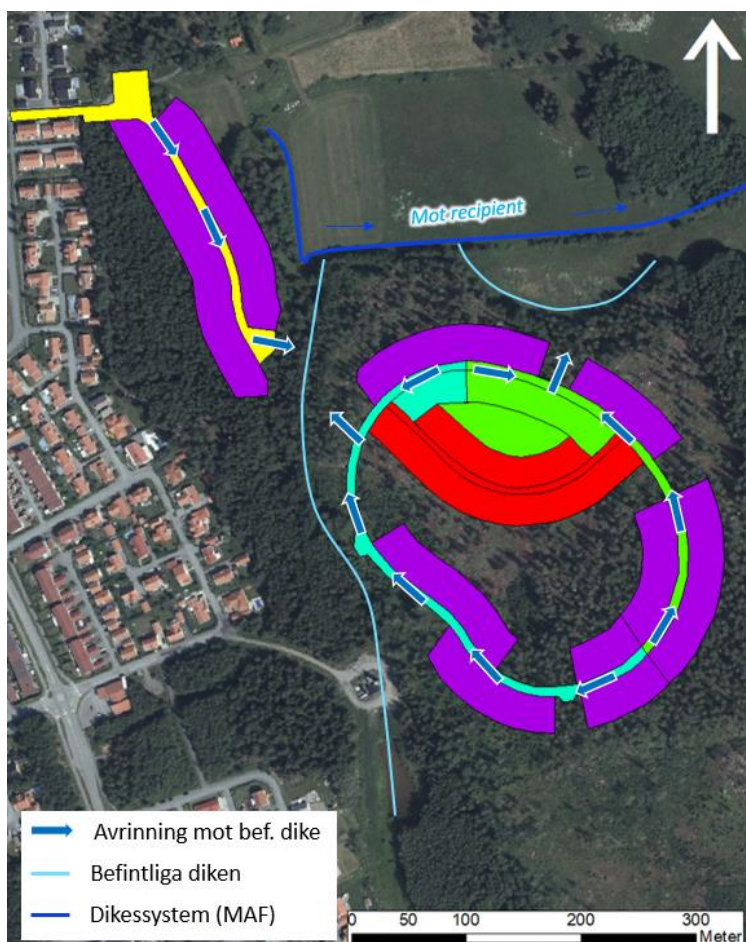 Mot recipient
Avrinning mot bef. dike
Befintliga diken
Dikessystem (MAF)
0 50 100 200 300
Meter